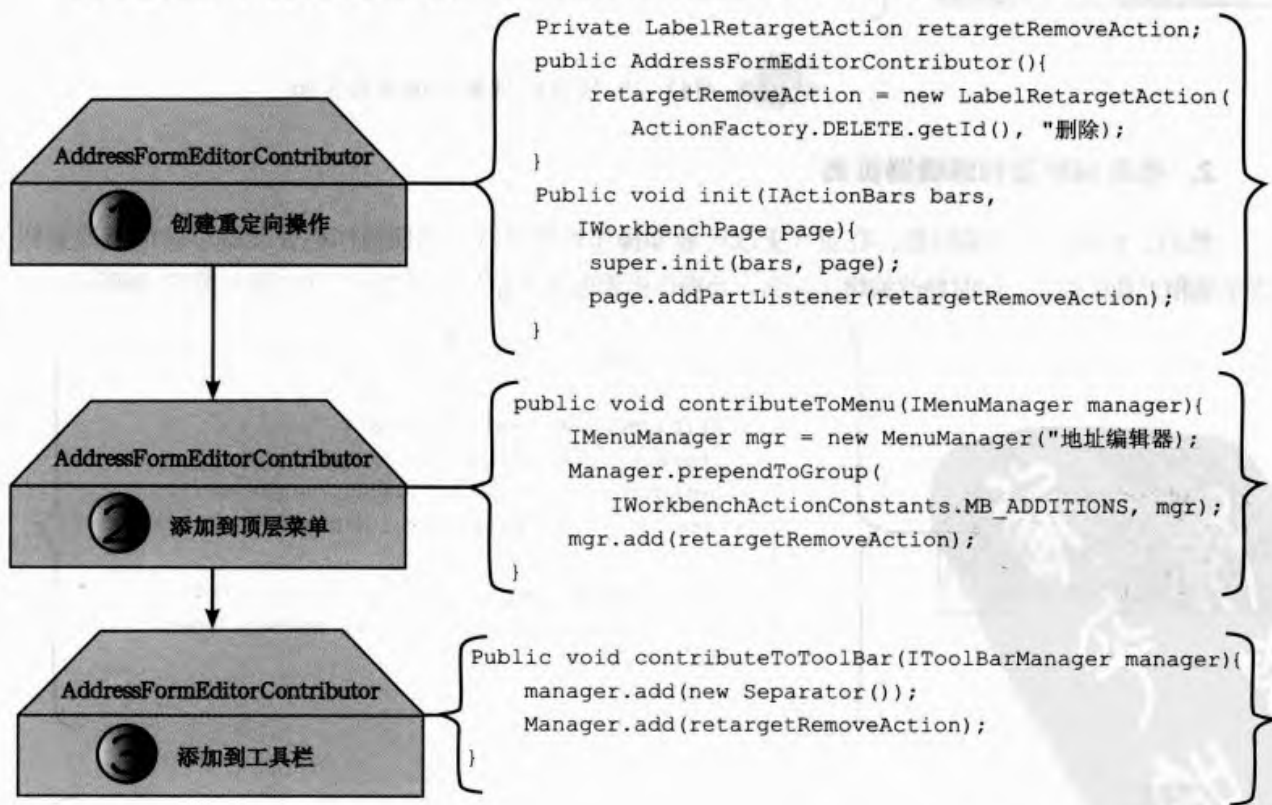 Private LabelRetargetAction retargetRemoveAction;
public AddressFormEditorContributor(){
retargetRemoveAction = new LabelRetargetAction(
ActionFactory.DELETE.getId(), "删除);
}
Public void init(IActionBars bars,
IWorkbenchPage page){
super.init(bars, page);
page.addPartListener(retargetRemoveAction);
}
AddressFormEditorContributor
1 创建重定向操作
public void contributeToMenu(IMenuManager manager){
IMenuManager mgr = new MenuManager("地址编辑器);
Manager.prependToGroup(
IWorkbenchActionConstants.MB_ADDITIONS, mgr);
mgr.add(retargetRemoveAction);
}
AddressFormEditorContributor
2 添加到顶层菜单
Public void contributeToToolBar(IToolBarManager manager){
manager.add(new Separator());
Manager.add(retargetRemoveAction);
}
AddressFormEditorContributor
3 添加到工具栏